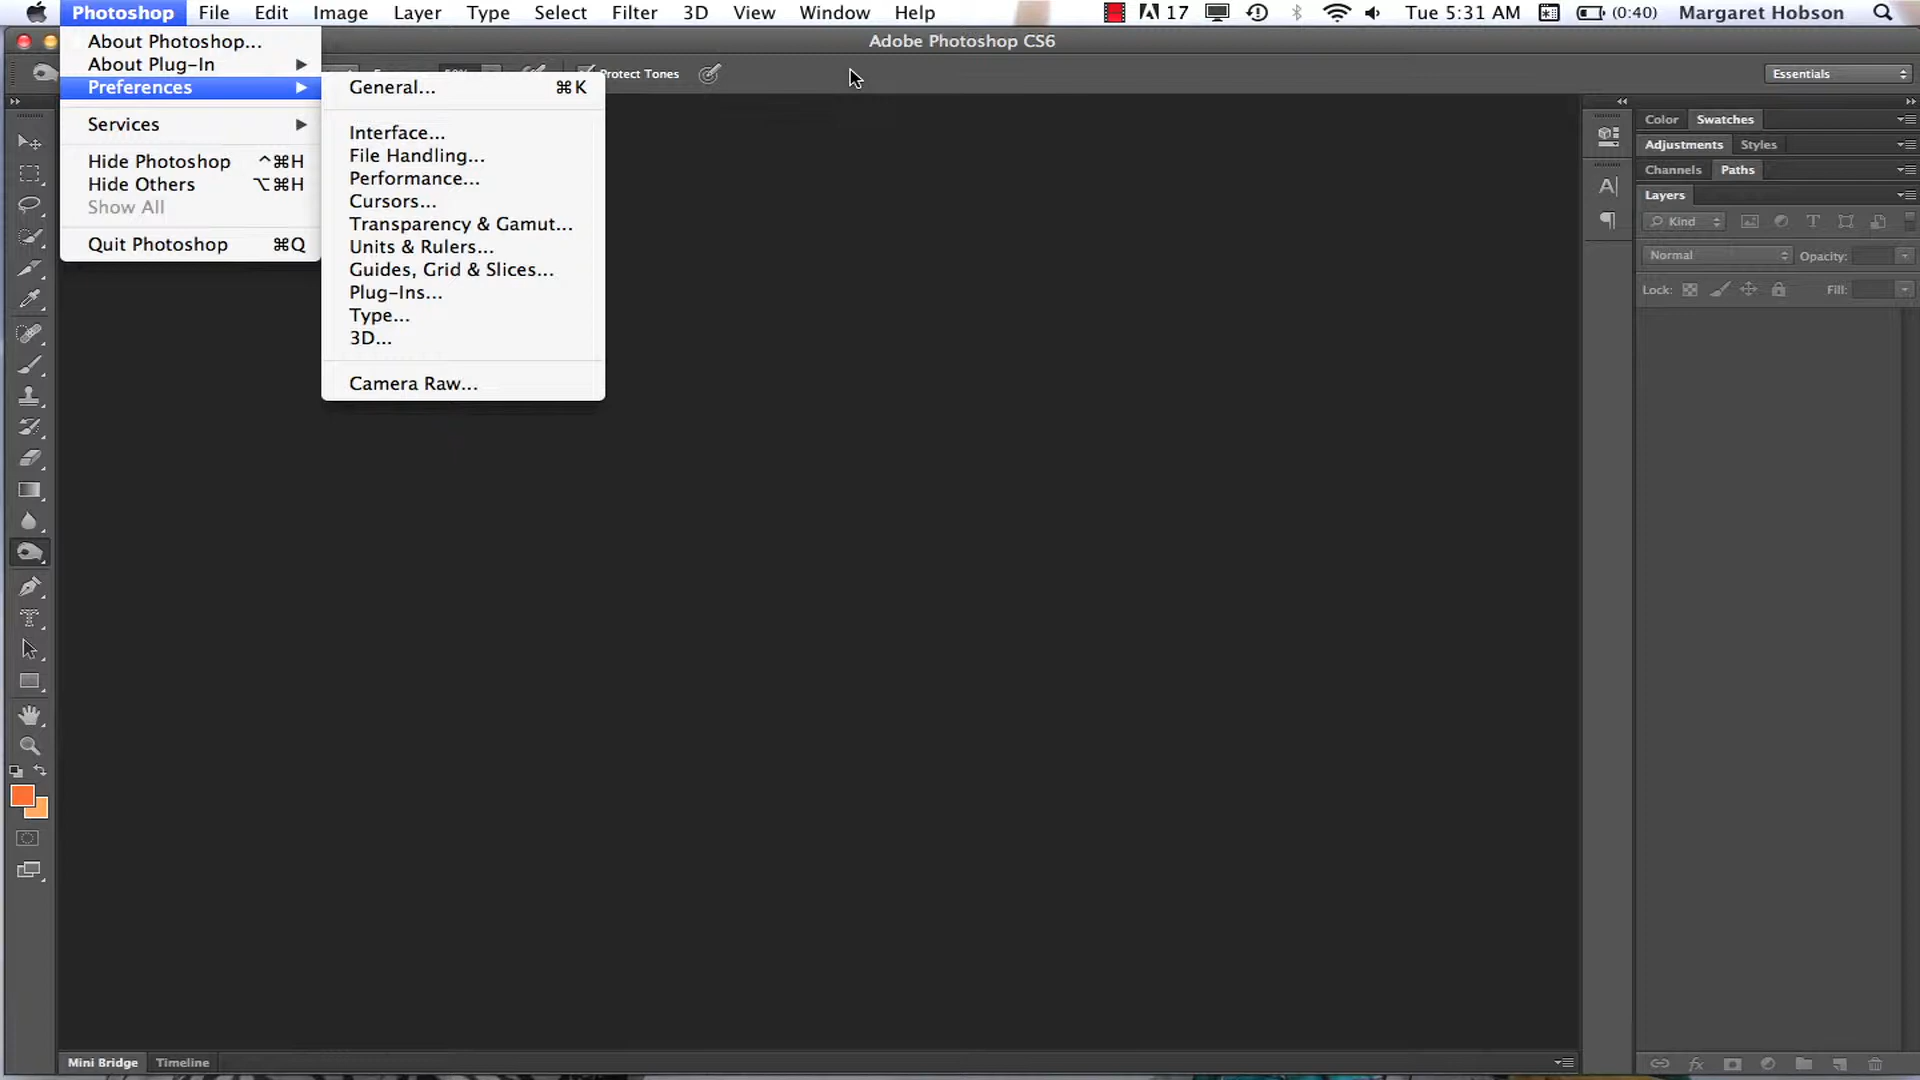 Photoshop File Edit Image Layer Type Select Filter 3D View Window Help 17 Tue 5:31 AM (0:40) Margaret Hobson
Adobe Photoshop CS6
About Photoshop...
About Plug-In
Preferences
Services
Hide Photoshop ^⌘H
Hide Others ⌥⌘H
Show All
Quit Photoshop ⌘Q
General... ⌘K
Interface...
File Handling...
Performance...
Cursors...
Transparency & Gamut...
Units & Rulers...
Guides, Grid & Slices...
Plug-Ins...
Type...
3D...
Camera Raw...
Protect Tones
Essentials
Color Swatches
Adjustments Styles
Channels Paths
Layers
Kind
Normal Opacity:
Lock: Fill:
Mini Bridge Timeline